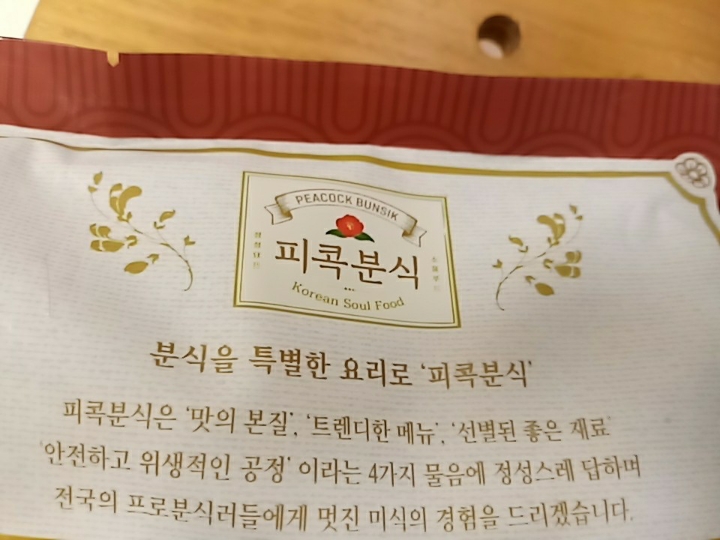 PEACOCK BUNSIK
피콕분식
Korean Soul Food
분식을 특별한 요리로 '피콕분식'
피콕분식은 '맛의 본질', '트렌디한 메뉴', '선별된 좋은 재료'
'안전하고 위생적인 공정' 이라는 4가지 물음에 정성스레 답하며
전국의 프로분식러들에게 멋진 미식의 경험을 드리겠습니다.